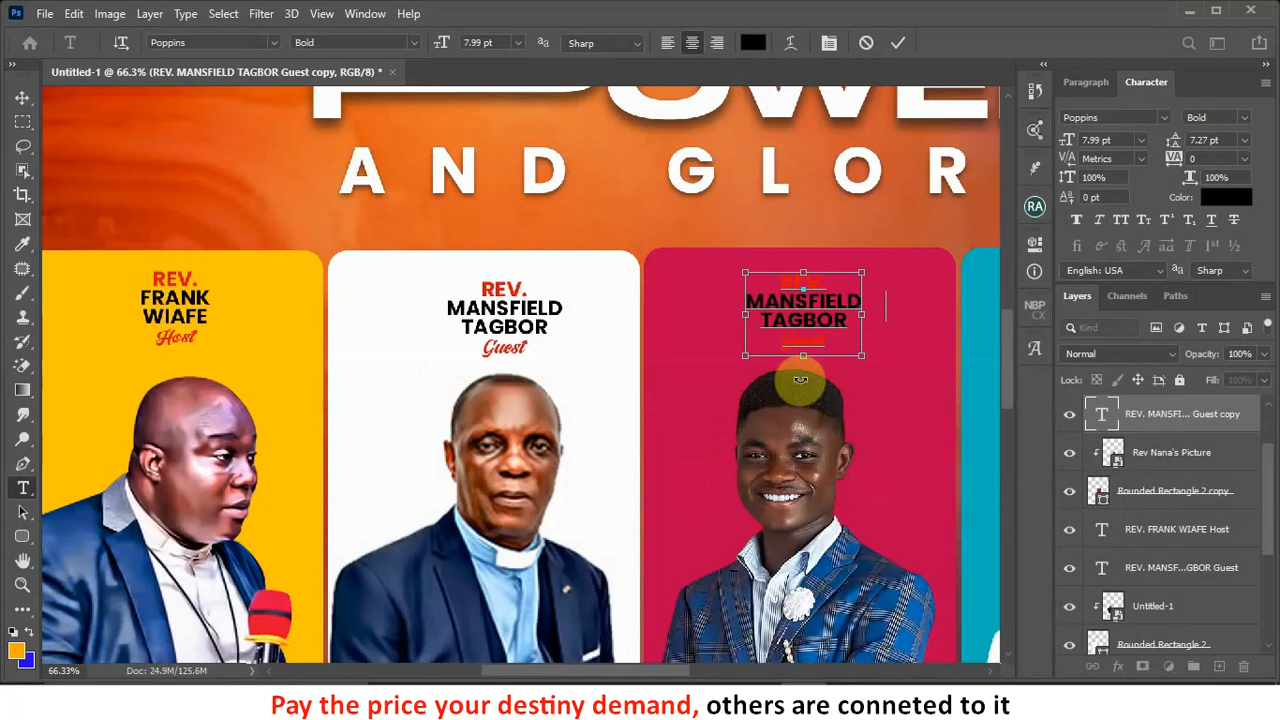 File Edit Image Layer Type Select Filter 3D View Window Help
Poppins Bold 7.99 pt Sharp
Untitled-1 @ 66.3% (REV. MANSFIELD TAGBOR Guest copy, RGB/8) *
POWE
AND GLOR
REV.
FRANK
WIAFE
Host
REV.
MANSFIELD
TAGBOR
Guest
MANSFIELD
TAGBOR
Paragraph Character
Poppins Bold
7.99 pt 7.27 pt
Metrics 0
100% 100%
0 pt Color:
English: USA Sharp
RA
NBP
CX
Layers Channels Paths
Kind
Normal Opacity: 100%
Lock: Fill: 100%
REV. MANSFI... Guest copy
Rev Nana's Picture
Rounded Rectangle 2 copy
REV. FRANK WIAFE Host
REV. MANSF...GBOR Guest
Untitled-1
Rounded Rectangle 2
66.33% Doc: 24.9M/125.6M
Pay the price your destiny demand, others are conneted to it